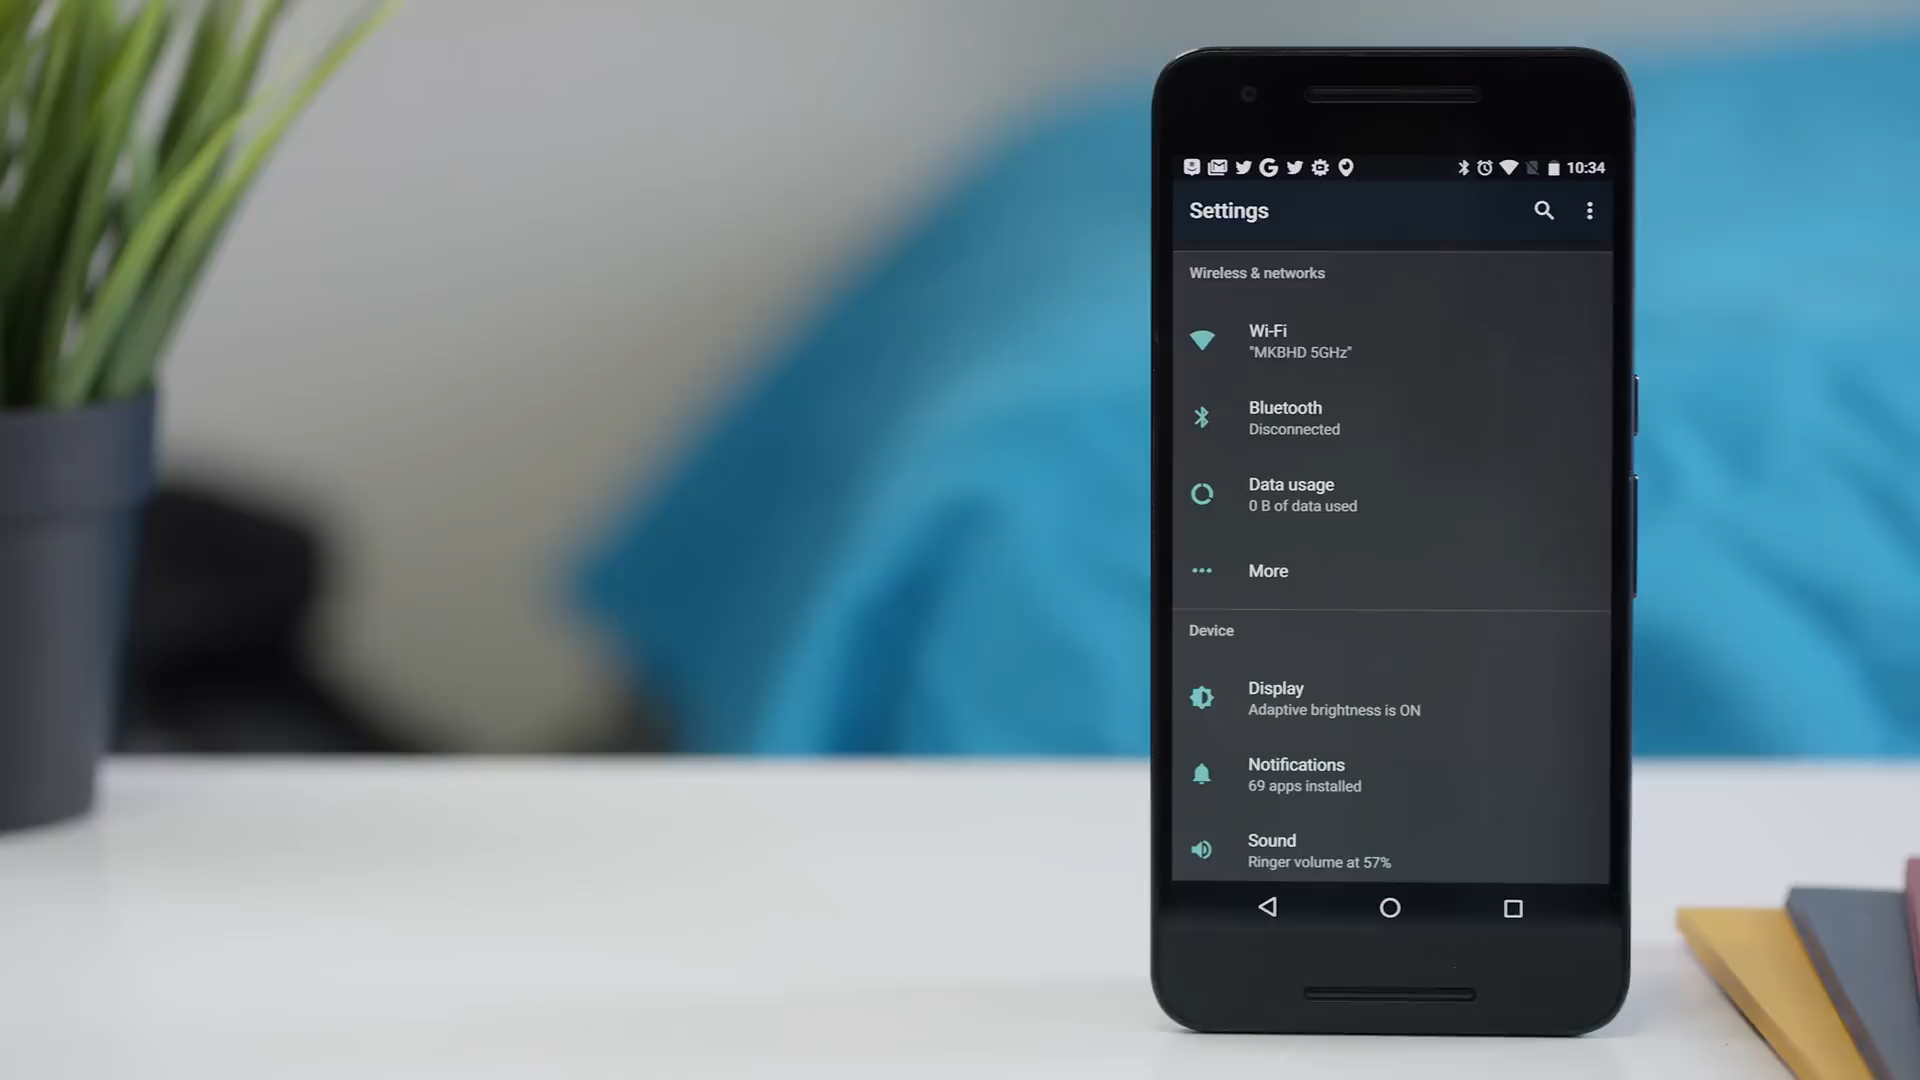 10:34
Settings
Wireless & networks
Wi-Fi
"MKBHD 5GHz"
Bluetooth
Disconnected
Data usage
0 B of data used
More
Device
Display
Adaptive brightness is ON
Notifications
69 apps installed
Sound
Ringer volume at 57%